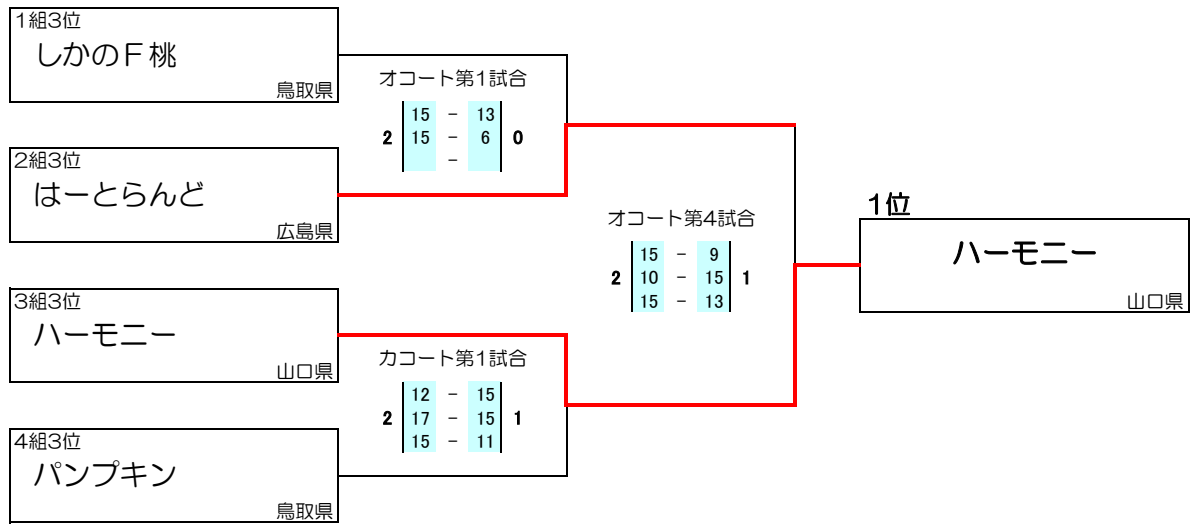 1組3位
しかのF桃
鳥取県
オコート第1試合
15 - 13
2 15 - 6 0
-
2組3位
はーとらんど
広島県
オコート第4試合
15 - 9
2 10 - 15 1
15 - 13
1位
ハーモニー
山口県
3組3位
ハーモニー
山口県
カコート第1試合
12 - 15
2 17 - 15 1
15 - 11
4組3位
パンプキン
鳥取県